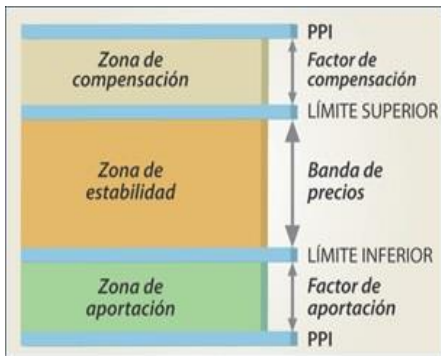 PPI
Zona de
compensación
Factor de
compensación
LÍMITE SUPERIOR
Zona de
estabilidad
Banda de
precios
LÍMITE INFERIOR
Zona de
aportación
Factor de
aportación
PPI